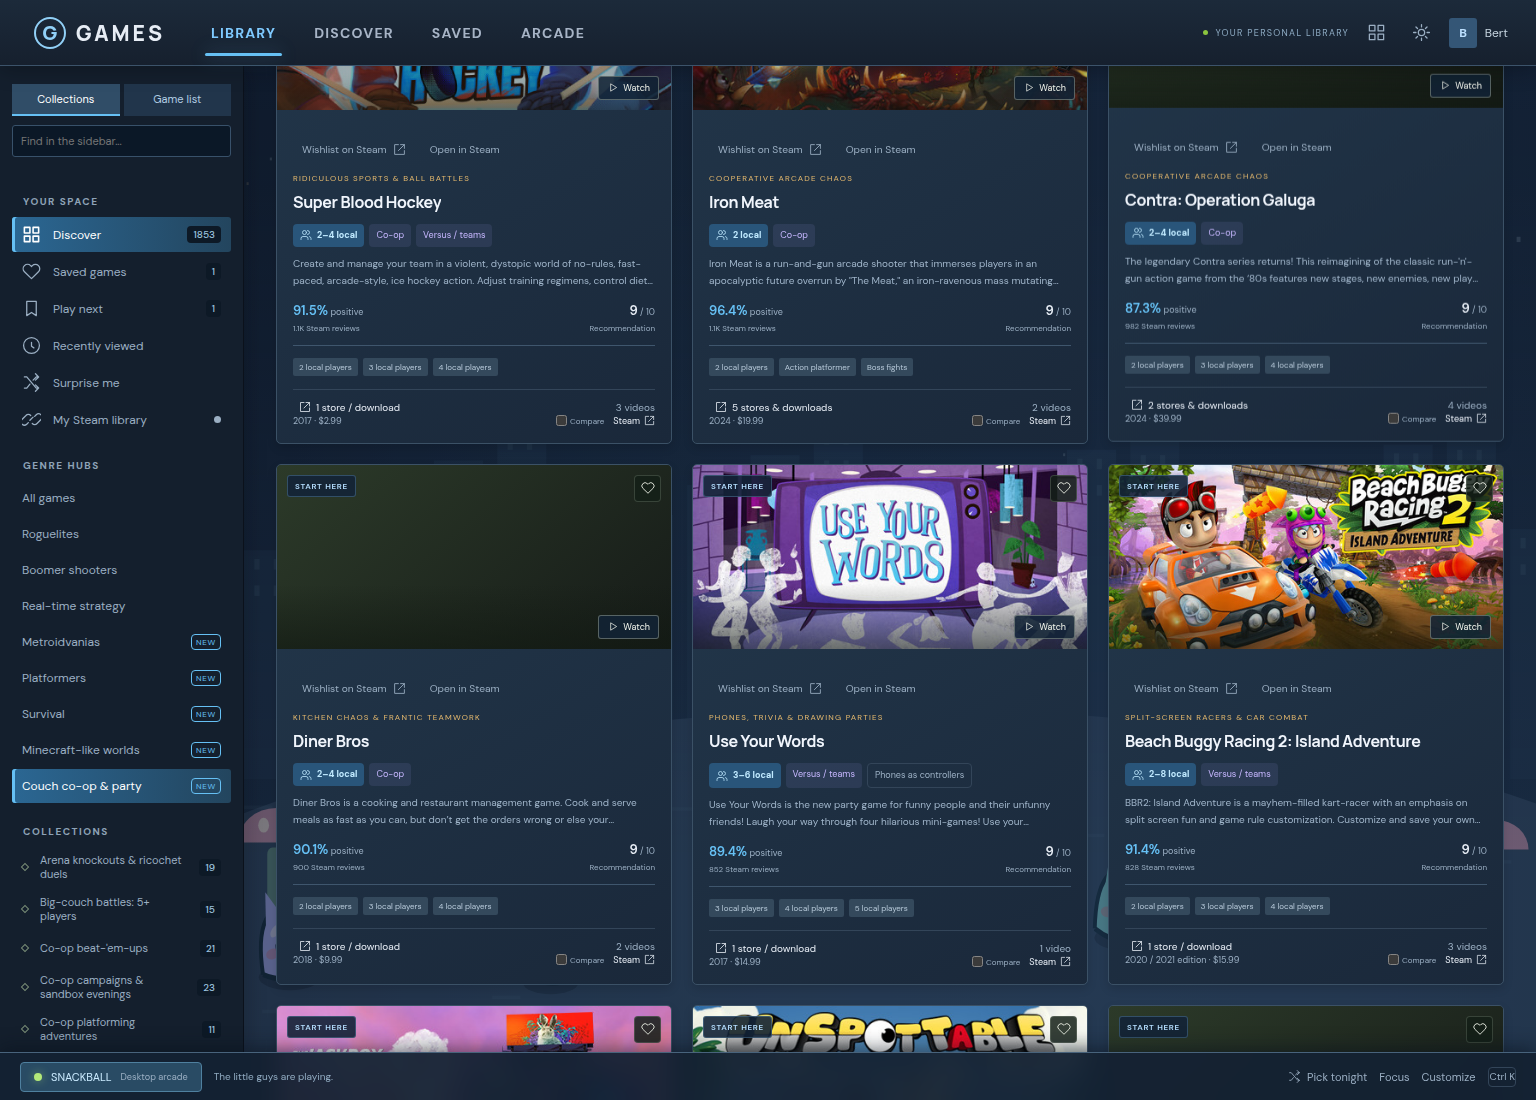 G GAMES
LIBRARY
DISCOVER
SAVED
ARCADE
YOUR PERSONAL LIBRARY
B
Bert
Collections
Game list
Find in the sidebar...
YOUR SPACE
Discover
1853
Saved games
1
Play next
1
Recently viewed
Surprise me
My Steam library
GENRE HUBS
All games
Roguelites
Boomer shooters
Real-time strategy
Metroidvanias
NEW
Platformers
NEW
Survival
NEW
Minecraft-like worlds
NEW
Couch co-op & party
NEW
COLLECTIONS
Arena knockouts & ricochet
duels
19
Big-couch battles: 5+
players
15
Co-op beat-'em-ups
21
Co-op campaigns &
sandbox evenings
23
Co-op platforming
adventures
11
HOCKEY
Watch
Wishlist on Steam
Open in Steam
RIDICULOUS SPORTS & BALL BATTLES
Super Blood Hockey
2–4 local
Co-op
Versus / teams
Create and manage your team in a violent, dystopic world of no-rules, fast-
paced, arcade-style, ice hockey action. Adjust training regimens, control diet...
91.5% positive
9 / 10
1.1K Steam reviews
Recommendation
2 local players
3 local players
4 local players
1 store / download
3 videos
2017 · $2.99
Compare
Steam
Watch
Wishlist on Steam
Open in Steam
COOPERATIVE ARCADE CHAOS
Iron Meat
2 local
Co-op
Iron Meat is a run-and-gun arcade shooter that immerses players in an
apocalyptic future overrun by "The Meat," an iron-ravenous mass mutating...
96.4% positive
9 / 10
1.1K Steam reviews
Recommendation
2 local players
Action platformer
Boss fights
5 stores & downloads
2 videos
2024 · $19.99
Compare
Steam
Watch
Wishlist on Steam
Open in Steam
COOPERATIVE ARCADE CHAOS
Contra: Operation Galuga
2–4 local
Co-op
The legendary Contra series returns! This reimagining of the classic run-'n'-
gun action game from the '80s features new stages, new enemies, new play...
87.3% positive
9 / 10
982 Steam reviews
Recommendation
2 local players
3 local players
4 local players
2 stores & downloads
4 videos
2024 · $39.99
Compare
Steam
START HERE
Watch
Wishlist on Steam
Open in Steam
KITCHEN CHAOS & FRANTIC TEAMWORK
Diner Bros
2–4 local
Co-op
Diner Bros is a cooking and restaurant management game. Cook and serve
meals as fast as you can, but don't get the orders wrong or else your...
90.1% positive
9 / 10
900 Steam reviews
Recommendation
2 local players
3 local players
4 local players
1 store / download
2 videos
2018 · $9.99
Compare
Steam
START HERE
USE YOUR
WORDS
Watch
Wishlist on Steam
Open in Steam
PHONES, TRIVIA & DRAWING PARTIES
Use Your Words
3–6 local
Versus / teams
Phones as controllers
Use Your Words is the new party game for funny people and their unfunny
friends! Laugh your way through four hilarious mini-games! Use your...
89.4% positive
9 / 10
852 Steam reviews
Recommendation
3 local players
4 local players
5 local players
1 store / download
1 video
2017 · $14.99
Compare
Steam
START HERE
Beach Buggy
Racing 2
ISLAND ADVENTURE
Watch
Wishlist on Steam
Open in Steam
SPLIT-SCREEN RACERS & CAR COMBAT
Beach Buggy Racing 2: Island Adventure
2–8 local
Versus / teams
BBR2: Island Adventure is a mayhem-filled kart-racer with an emphasis on
split screen fun and game rule customization. Customize and save your own...
91.4% positive
9 / 10
828 Steam reviews
Recommendation
2 local players
3 local players
4 local players
1 store / download
3 videos
2020 / 2021 edition · $15.99
Compare
Steam
START HERE
START HERE
UNSPOTTABLE
START HERE
SNACKBALL
Desktop arcade
The little guys are playing.
Pick tonight
Focus
Customize
Ctrl K